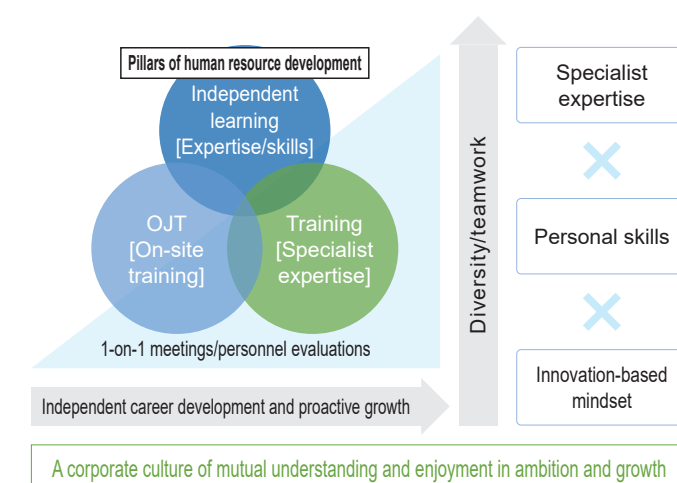 Pillars of human resource development
Independent
learning
[Expertise/skills]
OJT
[On-site
training]
Training
[Specialist
expertise]
1-on-1 meetings/personnel evaluations
Independent career development and proactive growth
Diversity/teamwork
Specialist
expertise
Personal skills
Innovation-based
mindset
A corporate culture of mutual understanding and enjoyment in ambition and growth